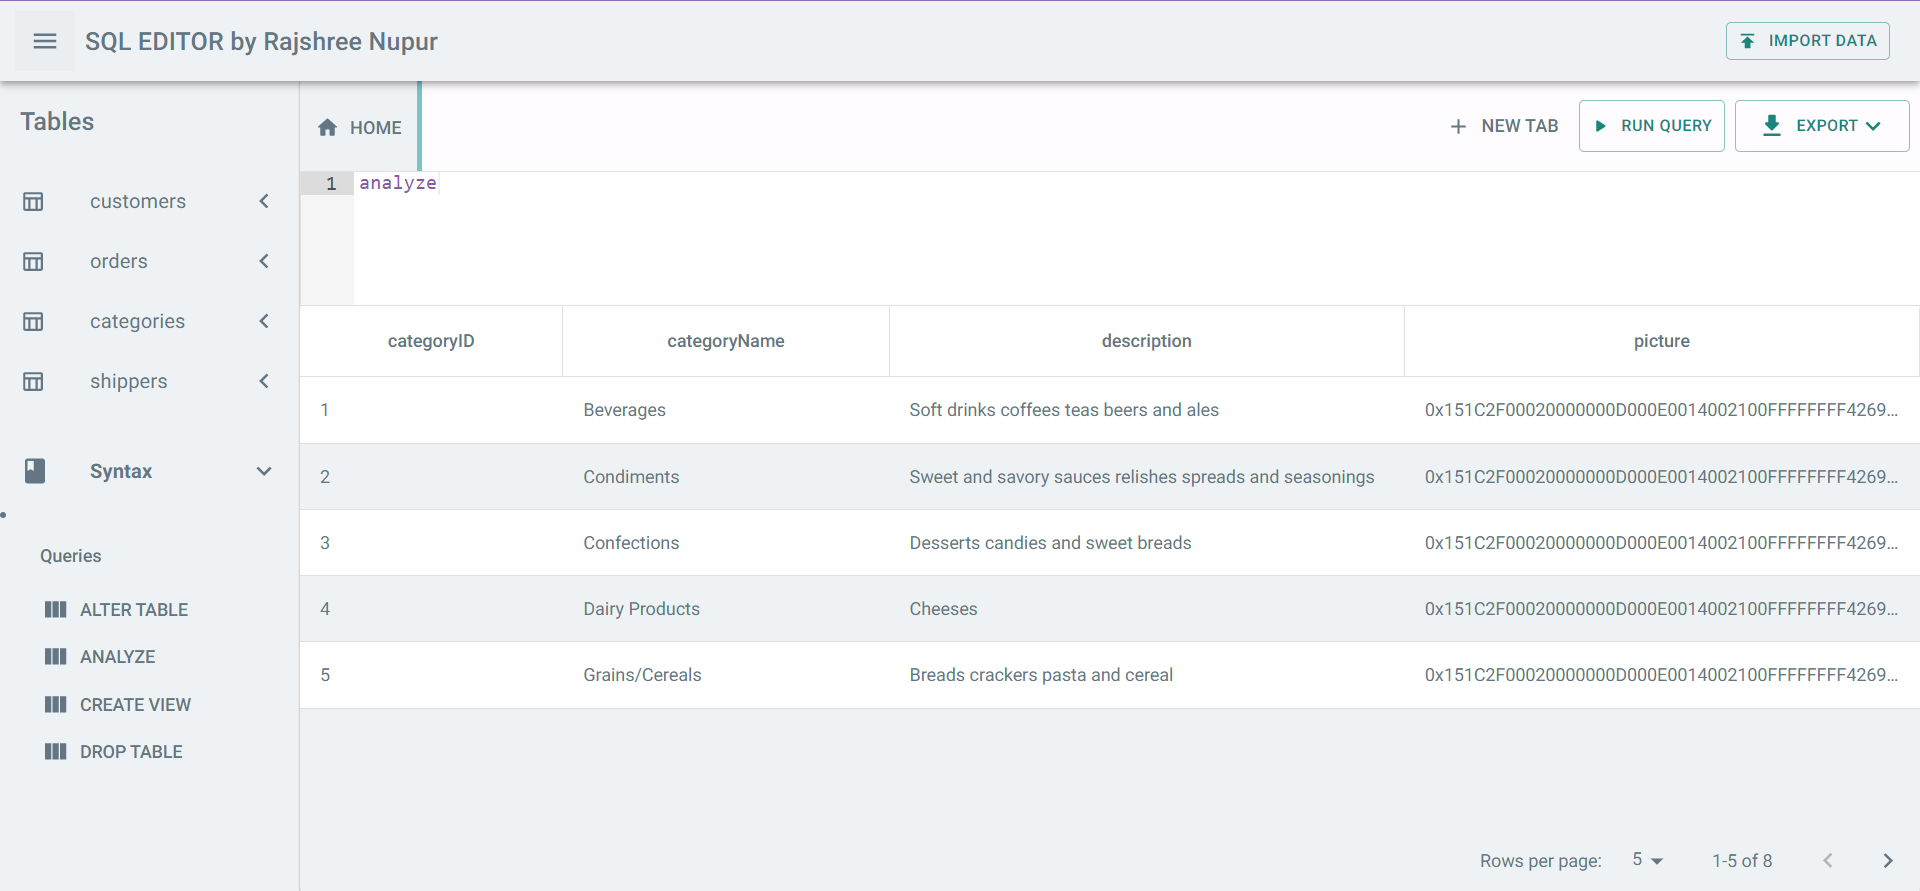 SQL EDITOR by Rajshree Nupur
IMPORT DATA
Tables
customers
orders
categories
shippers
Syntax
Queries
ALTER TABLE
ANALYZE
CREATE VIEW
DROP TABLE
HOME
NEW TAB
RUN QUERY
EXPORT
1 analyze
categoryID categoryName description picture
1 Beverages Soft drinks coffees teas beers and ales 0x151C2F00020000000D000E0014002100FFFFFFFF4269...
2 Condiments Sweet and savory sauces relishes spreads and seasonings 0x151C2F00020000000D000E0014002100FFFFFFFF4269...
3 Confections Desserts candies and sweet breads 0x151C2F00020000000D000E0014002100FFFFFFFF4269...
4 Dairy Products Cheeses 0x151C2F00020000000D000E0014002100FFFFFFFF4269...
5 Grains/Cereals Breads crackers pasta and cereal 0x151C2F00020000000D000E0014002100FFFFFFFF4269...
Rows per page: 5 1-5 of 8